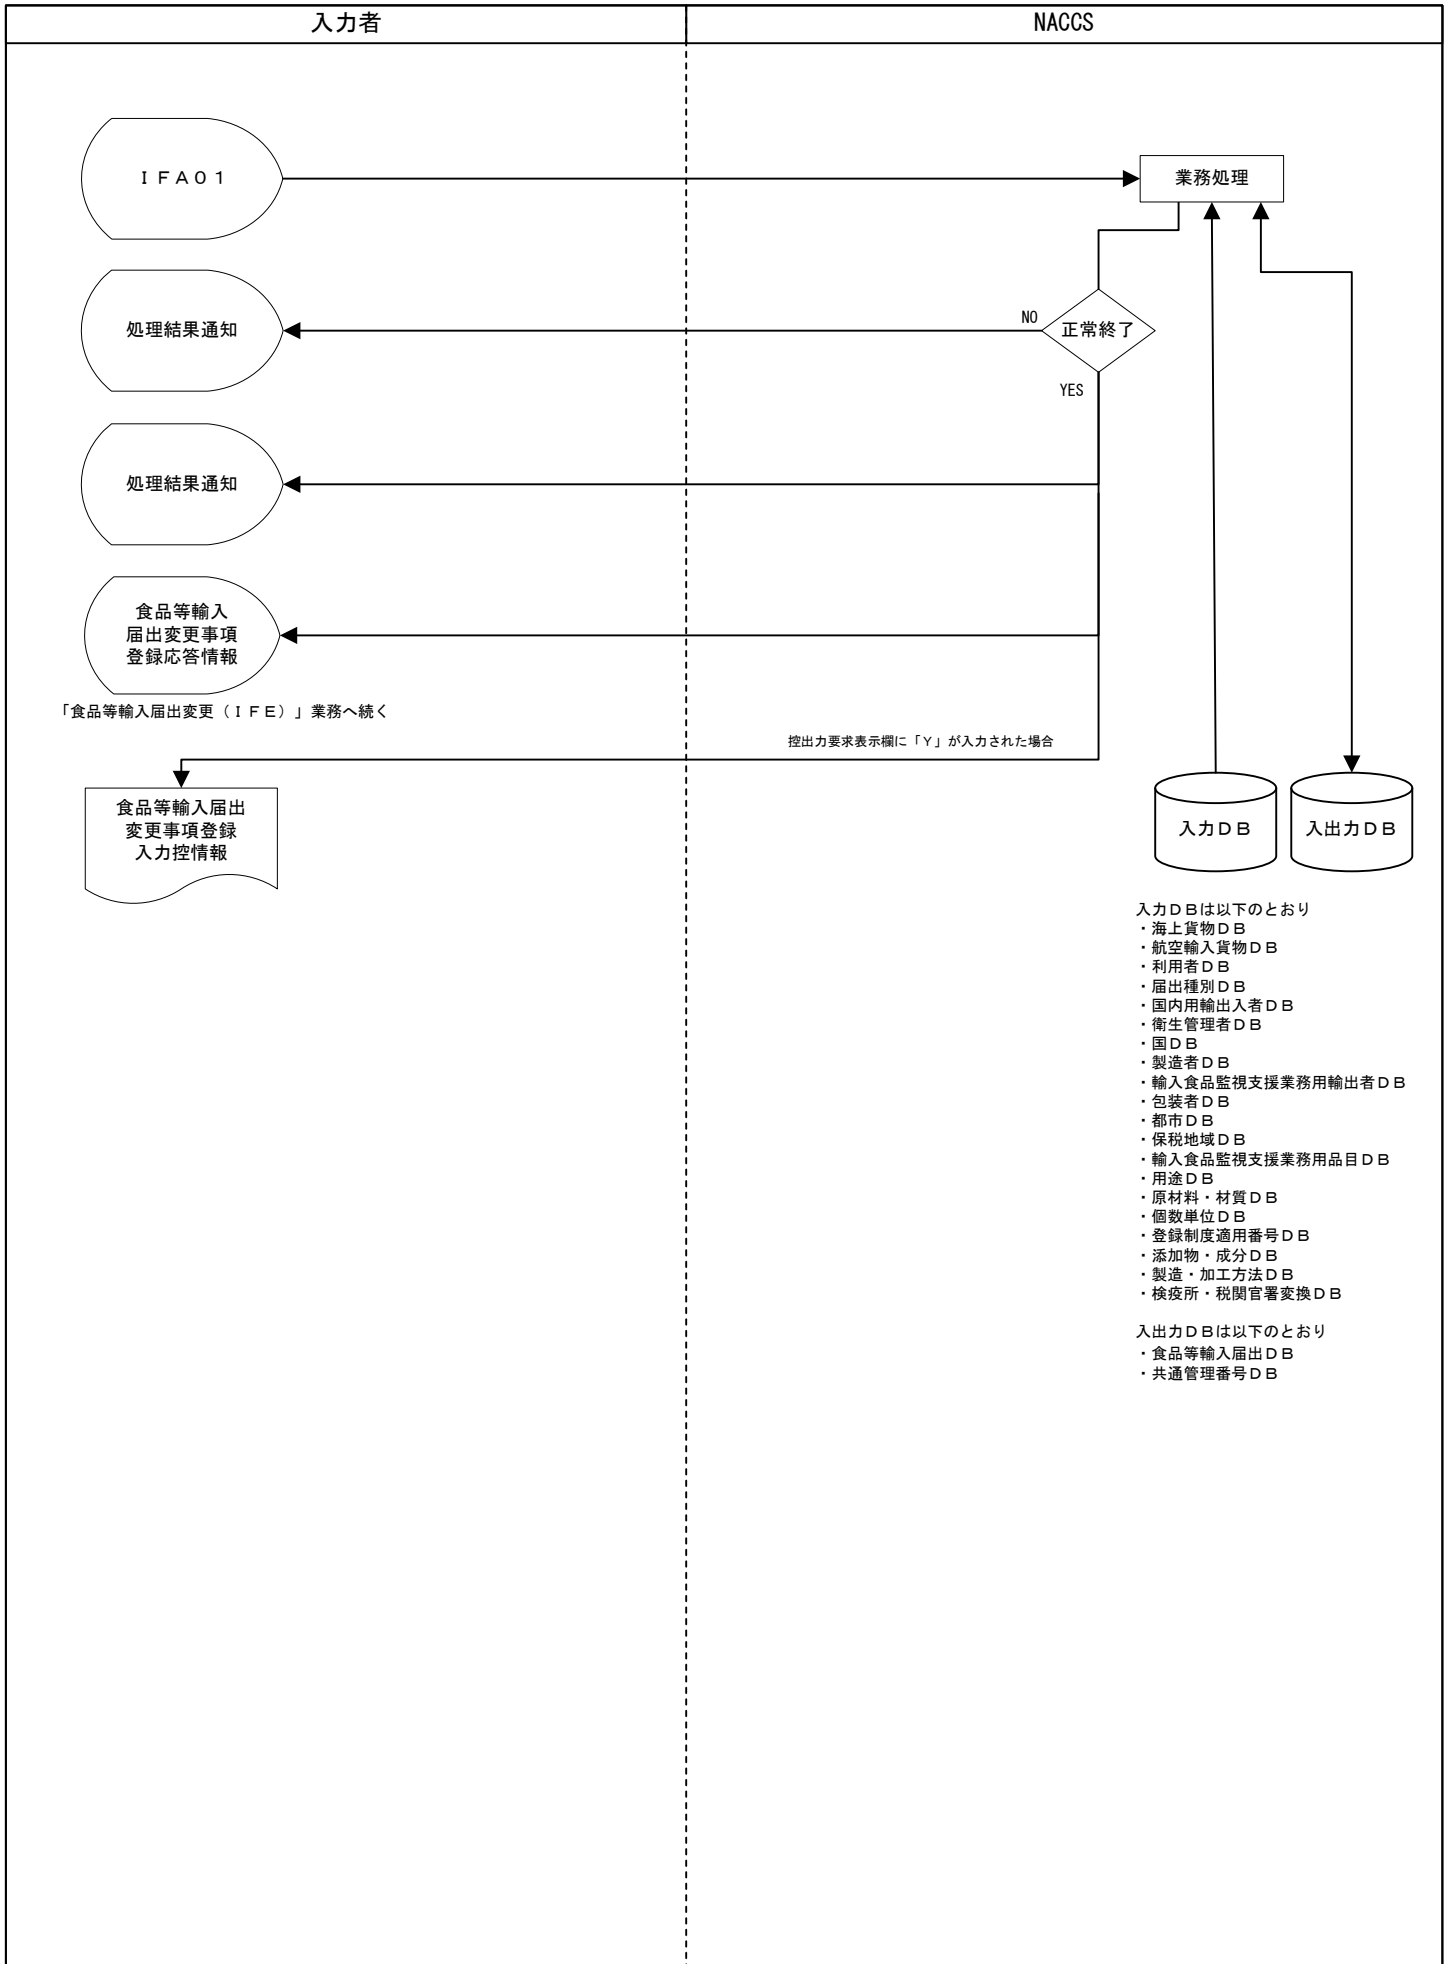 入力者
NACCS
ＩＦＡ０１
業務処理
処理結果通知
NO
正常終了
YES
処理結果通知
食品等輸入
届出変更事項
登録応答情報
「食品等輸入届出変更（ＩＦＥ）」業務へ続く
控出力要求表示欄に「Ｙ」が入力された場合
食品等輸入届出
変更事項登録
入力控情報
入力ＤＢ
入出力ＤＢ
入力ＤＢは以下のとおり
・海上貨物ＤＢ
・航空輸入貨物ＤＢ
・利用者ＤＢ
・届出種別ＤＢ
・国内用輸出入者ＤＢ
・衛生管理者ＤＢ
・国ＤＢ
・製造者ＤＢ
・輸入食品監視支援業務用輸出者ＤＢ
・包装者ＤＢ
・都市ＤＢ
・保税地域ＤＢ
・輸入食品監視支援業務用品目ＤＢ
・用途ＤＢ
・原材料・材質ＤＢ
・個数単位ＤＢ
・登録制度適用番号ＤＢ
・添加物・成分ＤＢ
・製造・加工方法ＤＢ
・検疫所・税関官署変換ＤＢ
入出力ＤＢは以下のとおり
・食品等輸入届出ＤＢ
・共通管理番号ＤＢ